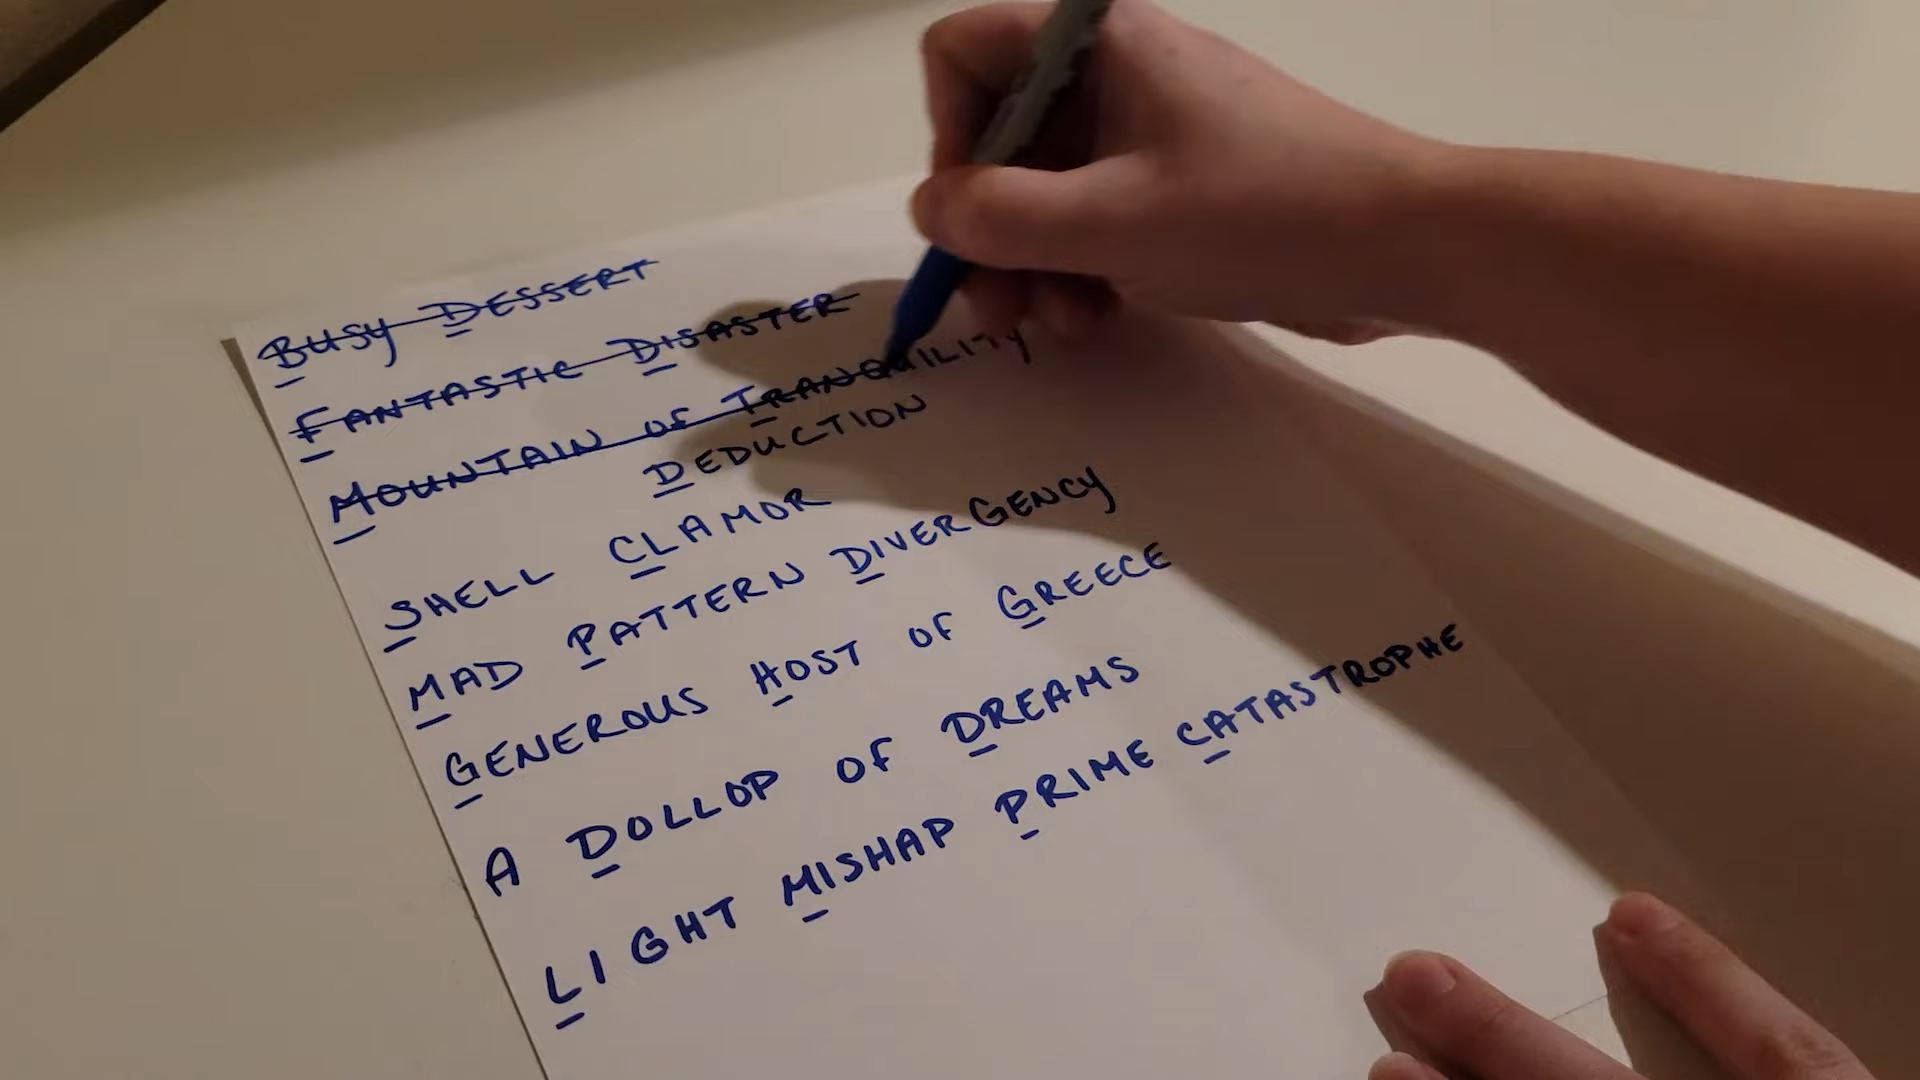 BUSY DESSERT
FANTASTIC DISASTER
MOUNTAIN OF TRANQUILITY
DEDUCTION
SHELL CLAMOR
MAD PATTERN DIVERGENCY
GENEROUS HOST OF GREECE
A DOLLOP OF DREAMS
LIGHT MISHAP PRIME CATASTROPHE